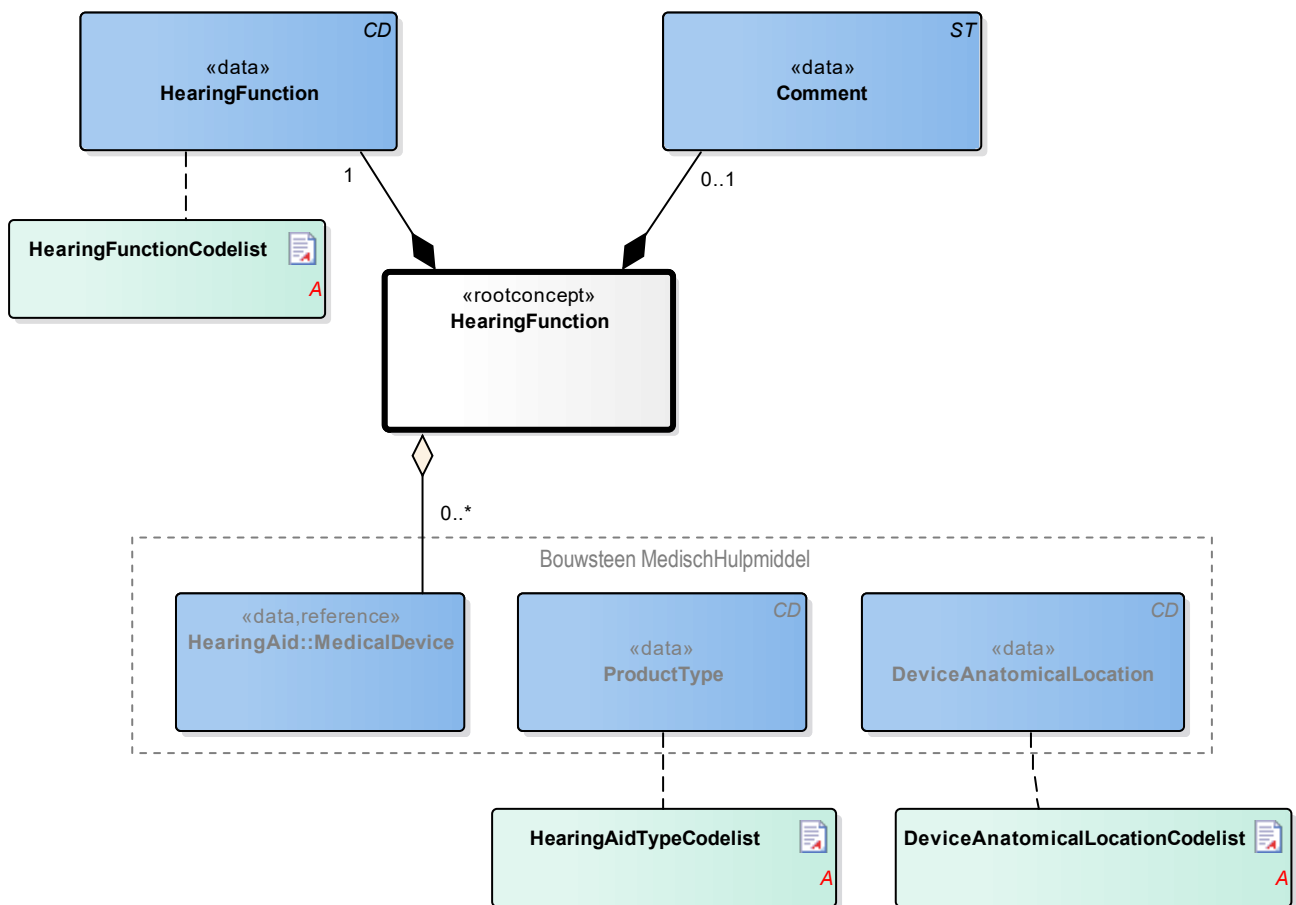 CD
«data»
HearingFunction
ST
«data»
Comment
1
0..1
HearingFunctionCodelist
A
«rootconcept»
HearingFunction
0..*
Bouwsteen MedischHulpmiddel
«data,reference»
HearingAid::MedicalDevice
CD
«data»
ProductType
CD
«data»
DeviceAnatomicalLocation
HearingAidTypeCodelist
A
DeviceAnatomicalLocationCodelist
A